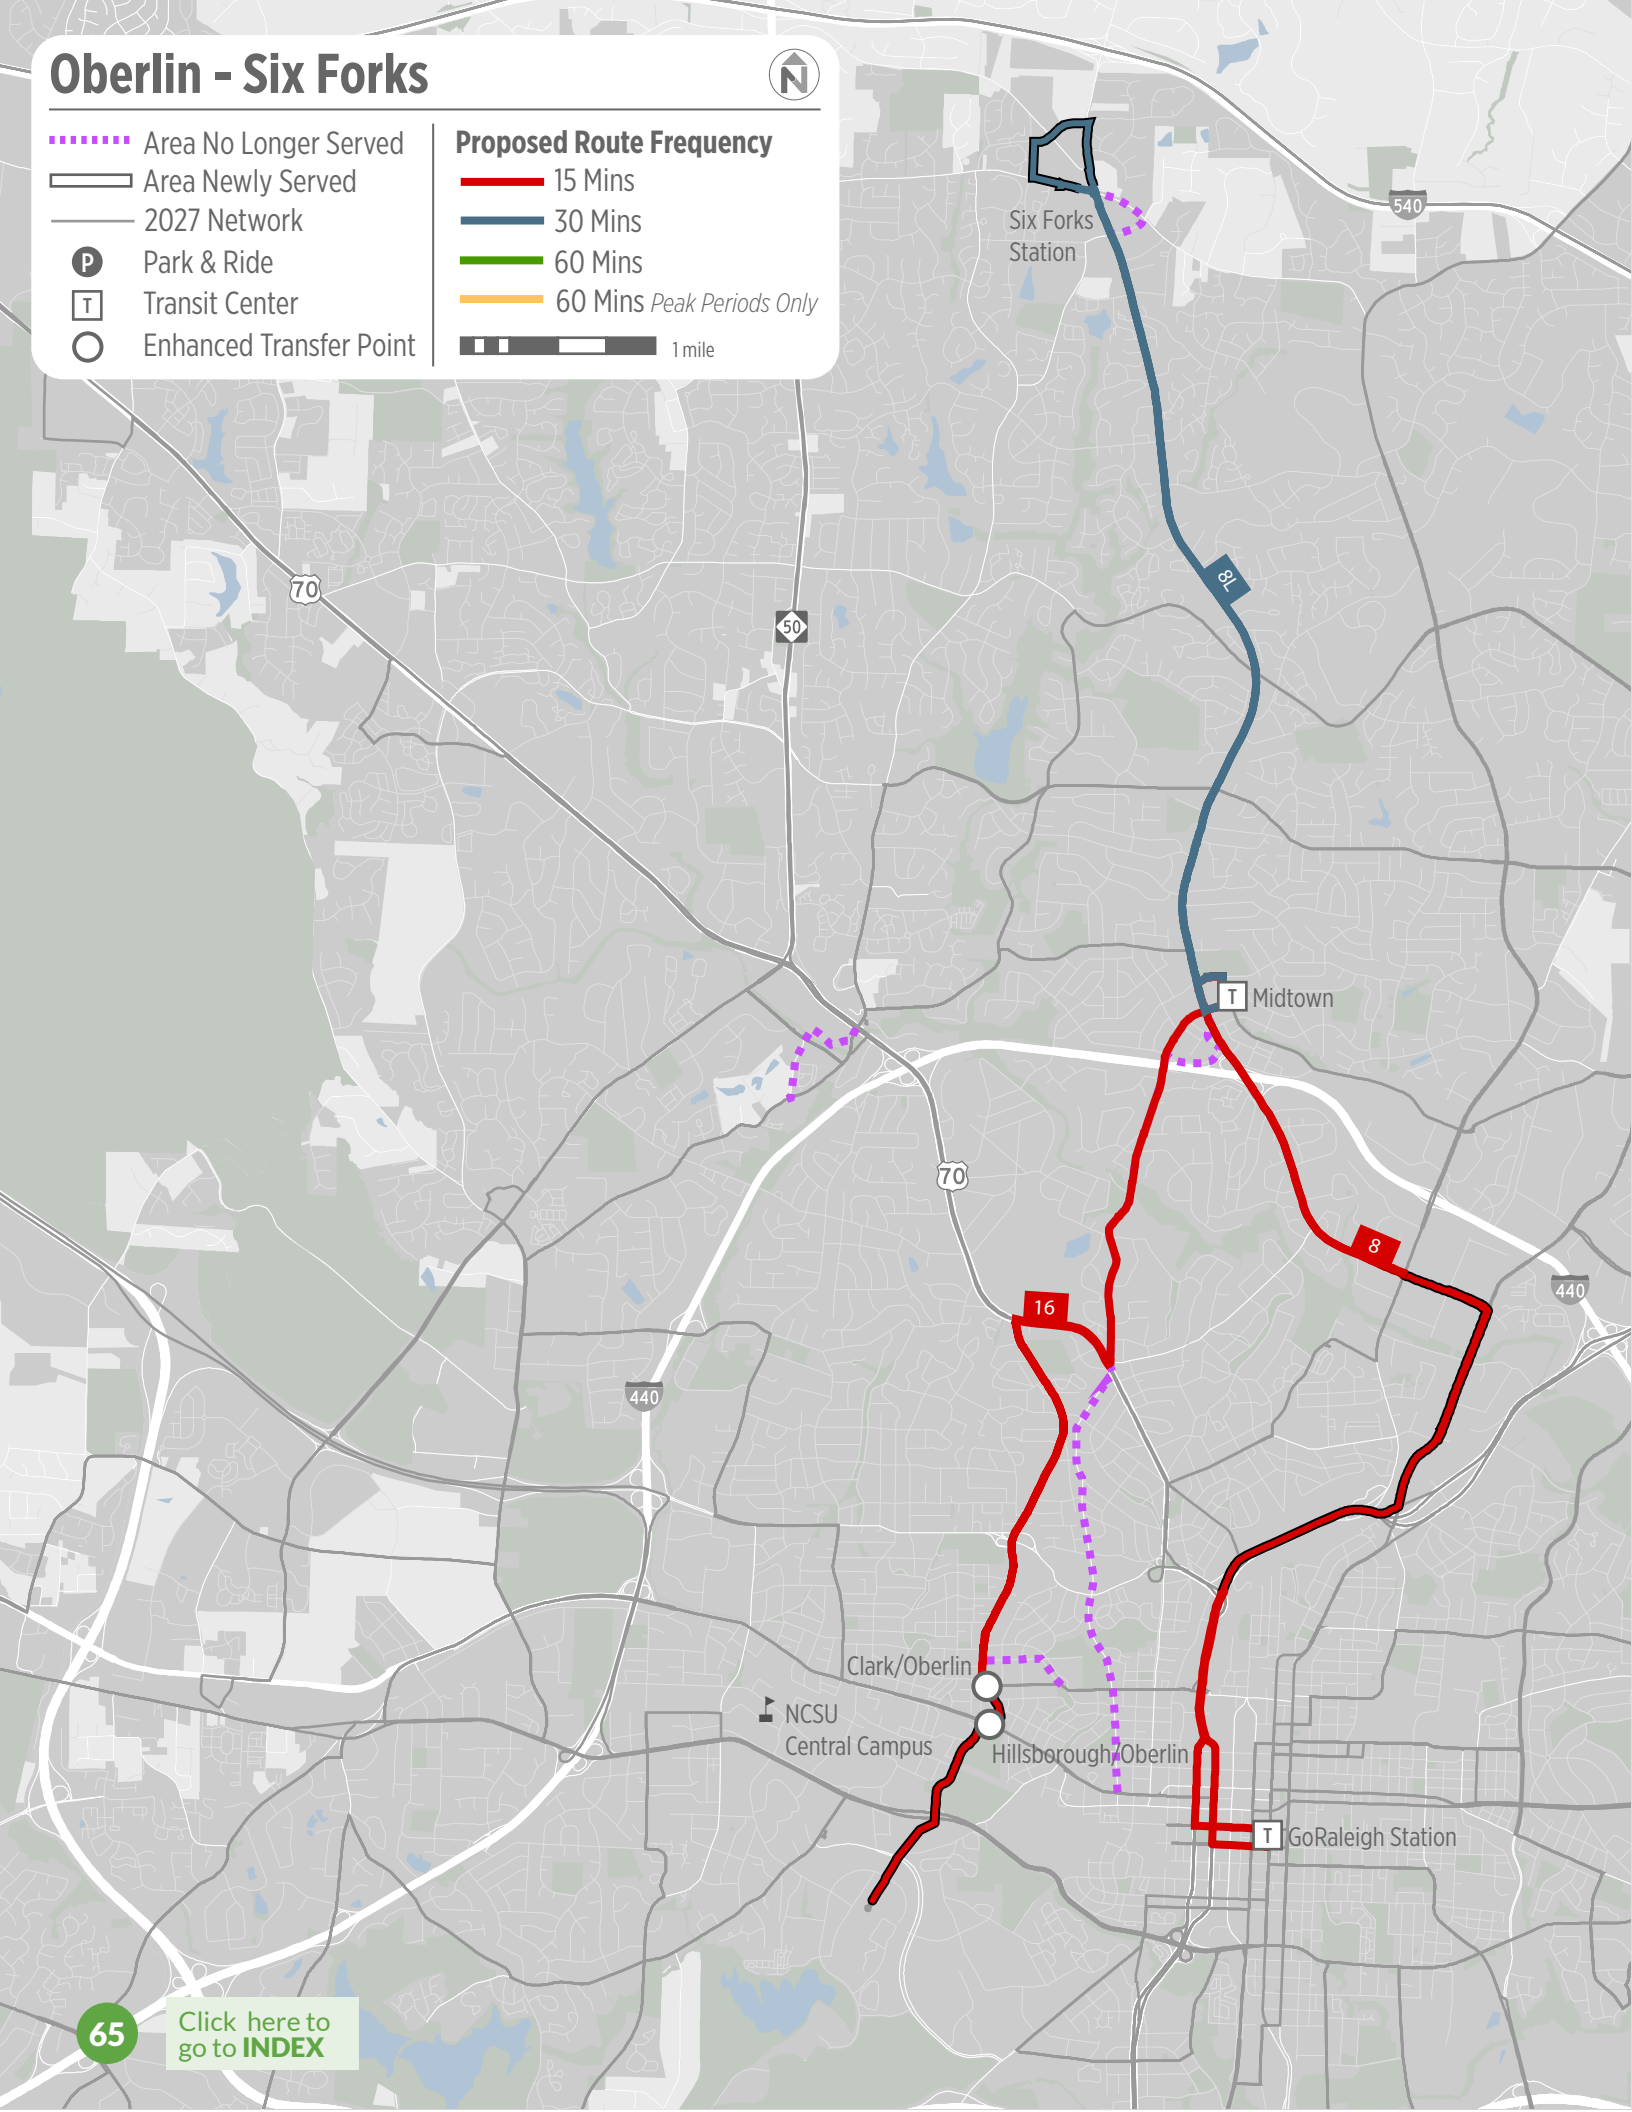 Oberlin - Six Forks
N
Area No Longer Served
Area Newly Served
2027 Network
P Park & Ride
T Transit Center
Enhanced Transfer Point
Proposed Route Frequency
15 Mins
30 Mins
60 Mins
60 Mins Peak Periods Only
1 mile
540
Six Forks
Station
70
8L
50
T Midtown
70
8
440
16
440
Clark/Oberlin
NCSU
Central Campus
Hillsborough/Oberlin
T GoRaleigh Station
65
Click here to
go to INDEX